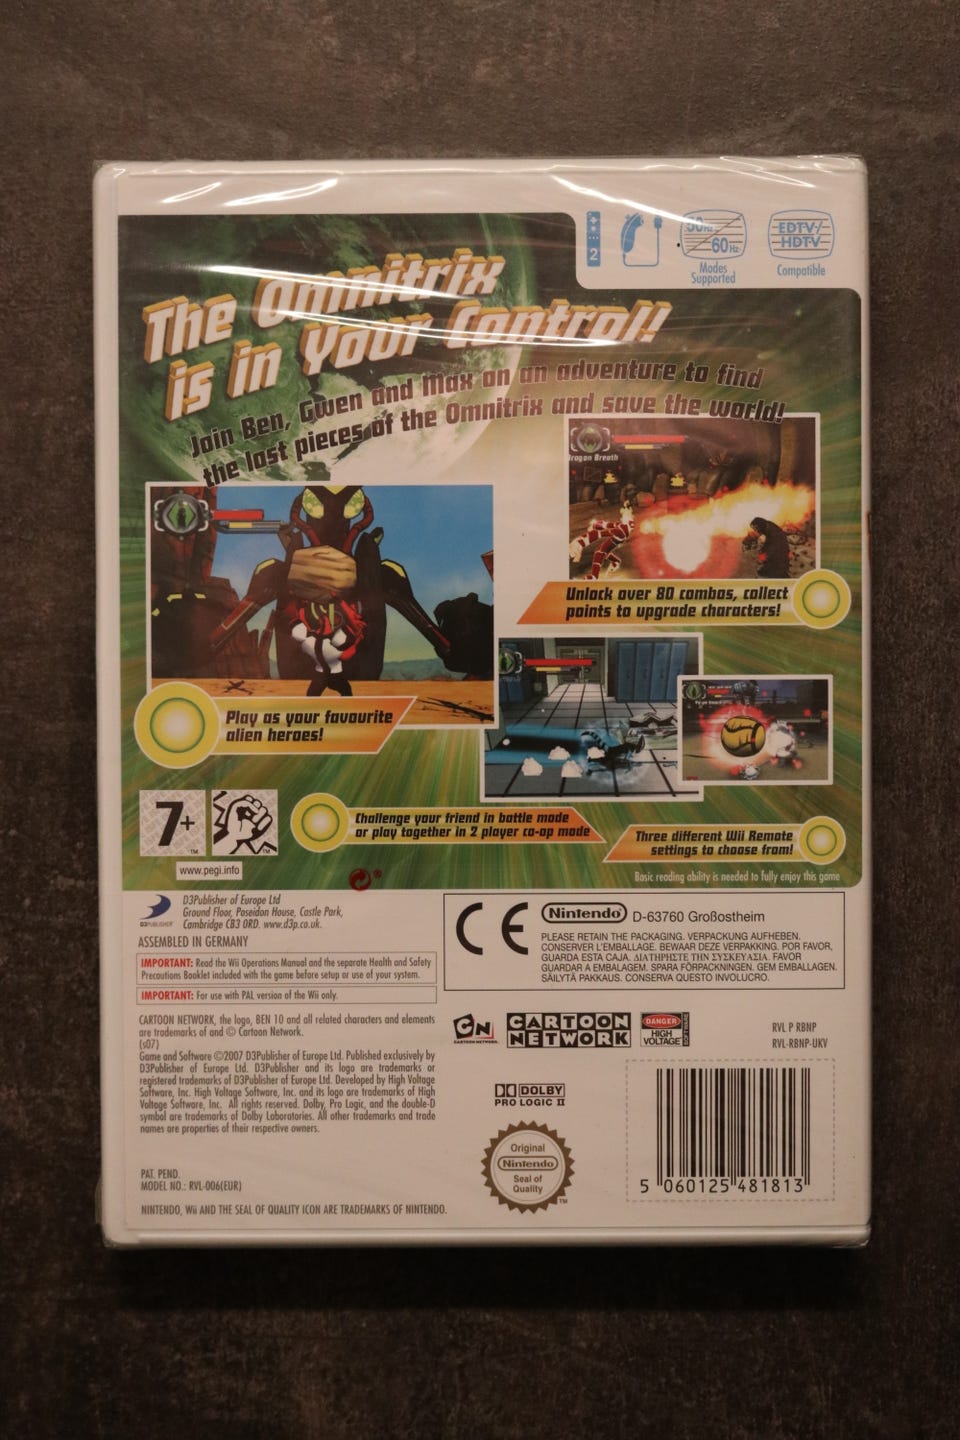 2
50Hz
60Hz
Modes
Supported
EDTV/
HDTV
Compatible
The Omnitrix
is in Your Control!
Join Ben, Gwen and Max on an adventure to find
the lost pieces of the Omnitrix and save the world!
Dragon Breath
Unlock over 80 combos, collect
points to upgrade characters!
Play as your favourite
alien heroes!
7+
TM
TM
www.pegi.info
Challenge your friend in battle mode
or play together in 2 player co-op mode
Three different Wii Remote
settings to choose from!
Basic reading ability is needed to fully enjoy this game
D3PUBLISHER
D3Publisher of Europe Ltd
Ground Floor, Poseidon House, Castle Park,
Cambridge CB3 0RD. www.d3p.co.uk.
ASSEMBLED IN GERMANY
IMPORTANT: Read the Wii Operations Manual and the separate Health and Safety
Precautions Booklet included with the game before setup or use of your system.
IMPORTANT: For use with PAL version of the Wii only.
CE
Nintendo® D-63760 Großostheim
PLEASE RETAIN THE PACKAGING. VERPACKUNG AUFHEBEN.
CONSERVER L'EMBALLAGE. BEWAAR DEZE VERPAKKING. POR FAVOR,
GUARDA ESTA CAJA. ΔΙΑΤΗΡΗΣΤΕ ΤΗΝ ΣΥΣΚΕΥΑΣΙΑ. FAVOR
GUARDAR A EMBALAGEM. SPARA FÖRPACKNINGEN. GEM EMBALLAGEN.
SÄILYTÄ PAKKAUS. CONSERVA QUESTO INVOLUCRO.
CARTOON NETWORK, the logo, BEN 10 and all related characters and elements
are trademarks of and © Cartoon Network.
(s07)
Game and Software ©2007 D3Publisher of Europe Ltd. Published exclusively by
D3Publisher of Europe Ltd. D3Publisher and its logo are trademarks or
registered trademarks of D3Publisher of Europe Ltd. Developed by High Voltage
Software, Inc. High Voltage Software, Inc. and its logo are trademarks of High
Voltage Software, Inc. All rights reserved. Dolby, Pro Logic, and the double-D
symbol are trademarks of Dolby Laboratories. All other trademarks and trade
names are properties of their respective owners.
CN
CARTOON NETWORK
CARTOON
NETWORK
DANGER
HIGH
VOLTAGE
SOFTWARE
RVL P RBNP
RVL-RBNP-UKV
DOLBY
PRO LOGIC II
Original
Nintendo
Seal of
Quality
TM
5 060125 481813
PAT. PEND.
MODEL NO.: RVL-006(EUR)
NINTENDO, Wii AND THE SEAL OF QUALITY ICON ARE TRADEMARKS OF NINTENDO.